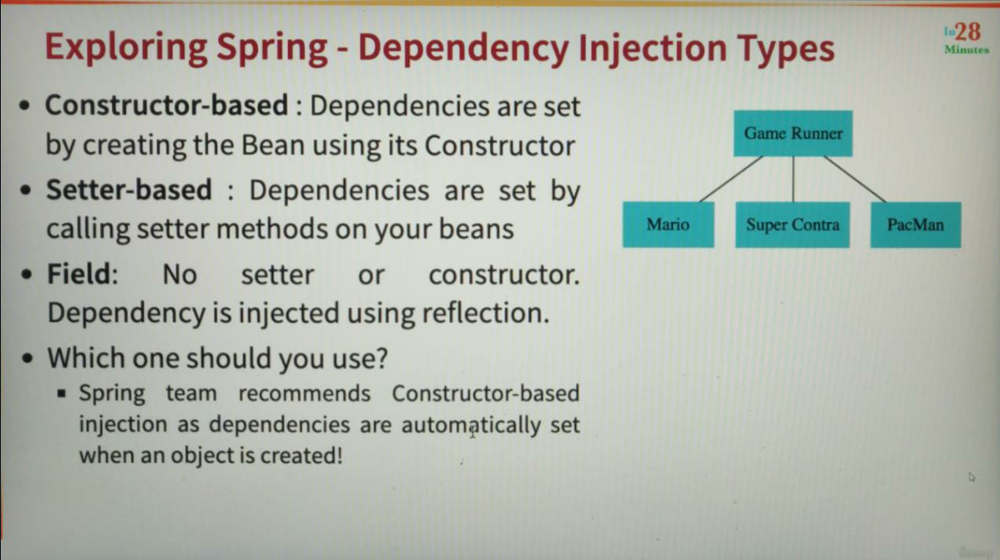 Exploring Spring - Dependency Injection Types
In28
Minutes
• Constructor-based : Dependencies are set
by creating the Bean using its Constructor
• Setter-based : Dependencies are set by
calling setter methods on your beans
• Field: No setter or constructor.
Dependency is injected using reflection.
• Which one should you use?
▪ Spring team recommends Constructor-based
injection as dependencies are automatically set
when an object is created!
Game Runner
Mario
Super Contra
PacMan